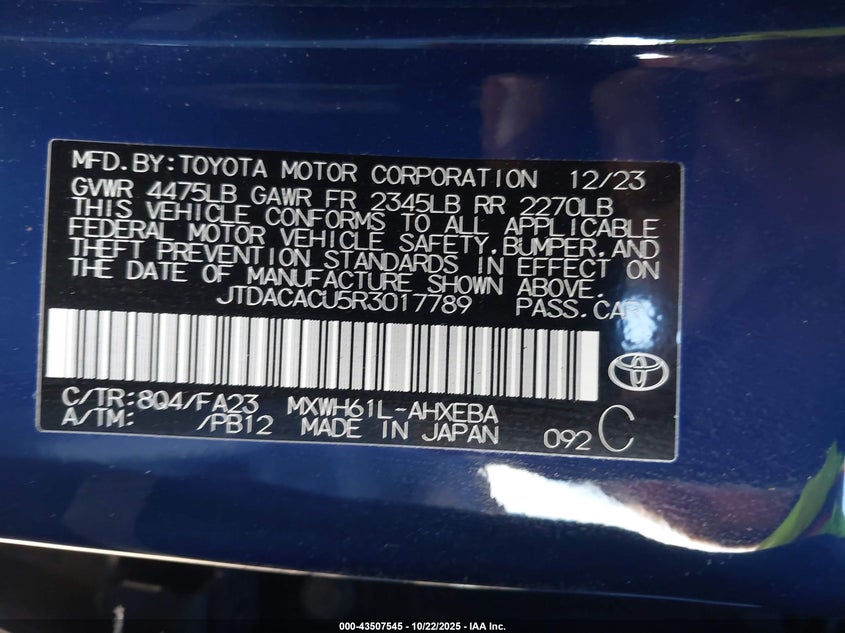 MFD.BY:TOYOTA MOTOR CORPORATION 12/23
GVWR 4475LB GAWR FR 2345LB RR 2270LB
THIS VEHICLE CONFORMS TO ALL APPLICABLE
FEDERAL MOTOR VEHICLE SAFETY,BUMPER,AND
THEFT PREVENTION STANDARDS IN EFFECT ON
THE DATE OF MANUFACTURE SHOWN ABOVE.
JTDACACU5R3017789 PASS.CAR
C/TR:8Q4/FA23 MXWH61L-AHXEBA
A/TM: /PB12 MADE IN JAPAN 092 C
000-43507545 - 10/22/2025 - IAA Inc.